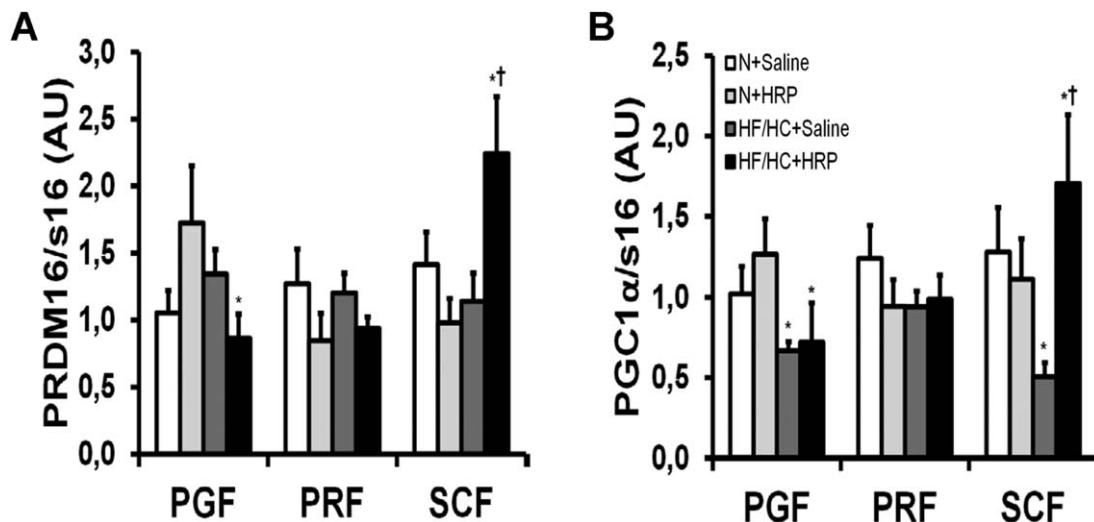 A
PRDM16/s16 (AU)
3,0
2,5
2,0
1,5
1,0
0,5
0,0
*
*†
PGF PRF SCF
B
PGC1α/s16 (AU)
2,5
2,0
1,5
1,0
0,5
0,0
N+Saline
N+HRP
HF/HC+Saline
HF/HC+HRP
* *
*
*†
PGF PRF SCF